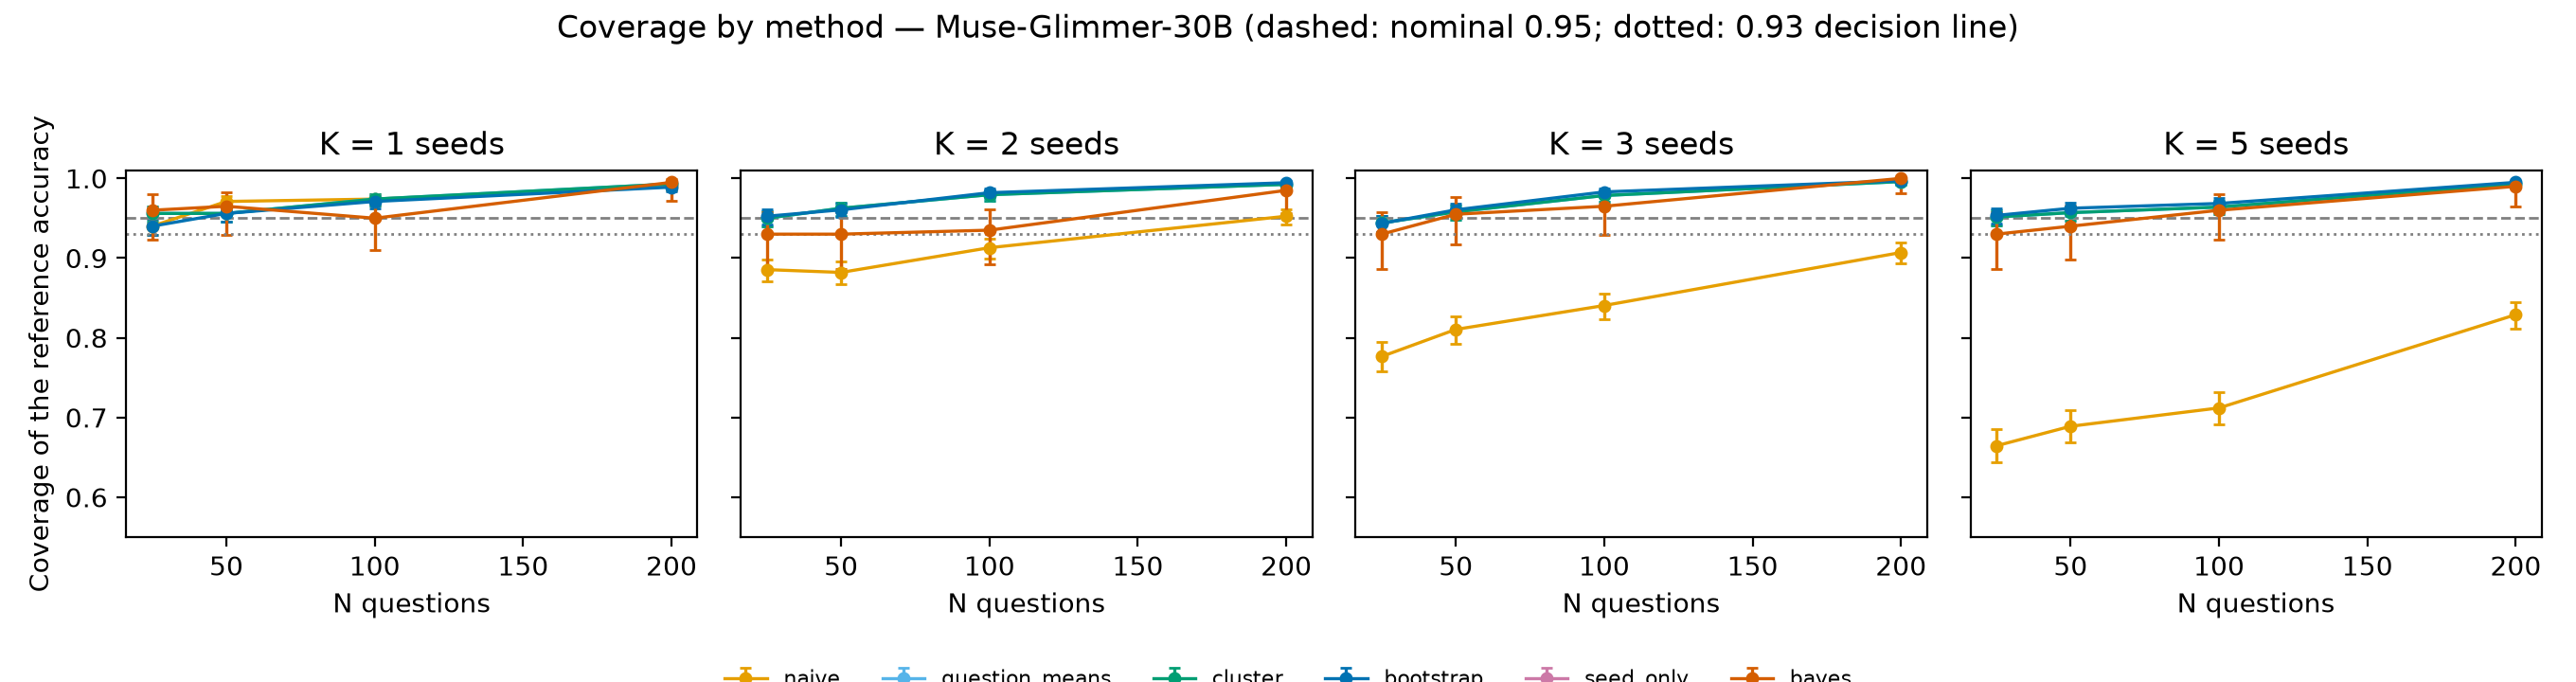 Coverage by method — Muse-Glimmer-30B (dashed: nominal 0.95; dotted: 0.93 decision line)
K = 1 seeds
K = 2 seeds
K = 3 seeds
K = 5 seeds
Coverage of the reference accuracy
1.0
0.9
0.8
0.7
0.6
50 100 150 200
50 100 150 200
50 100 150 200
50 100 150 200
N questions
N questions
N questions
N questions
naive question_means cluster bootstrap seed_only bayes